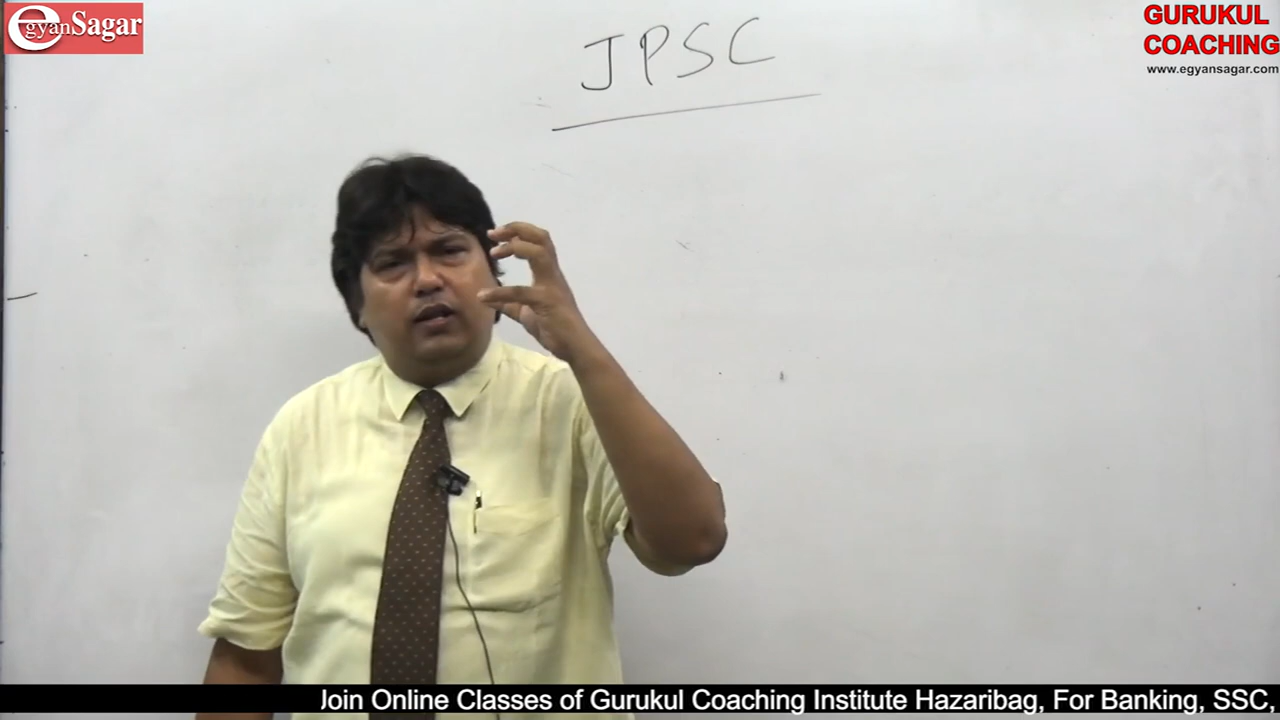 egyanSagar
GURUKUL
COACHING
www.egyansagar.com
JPSC
Join Online Classes of Gurukul Coaching Institute Hazaribag, For Banking, SSC,